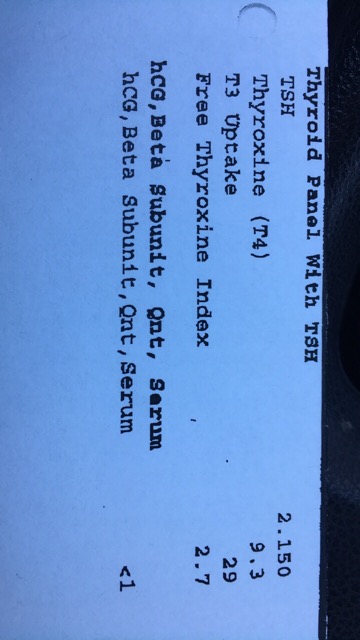 Thyroid Panel With TSH
TSH 2.150
Thyroxine (T4) 9.3
T3 Uptake 29
Free Thyroxine Index 2.7
hCG,Beta Subunit, Qnt, Serum
hCG,Beta Subunit,Qnt,Serum <1